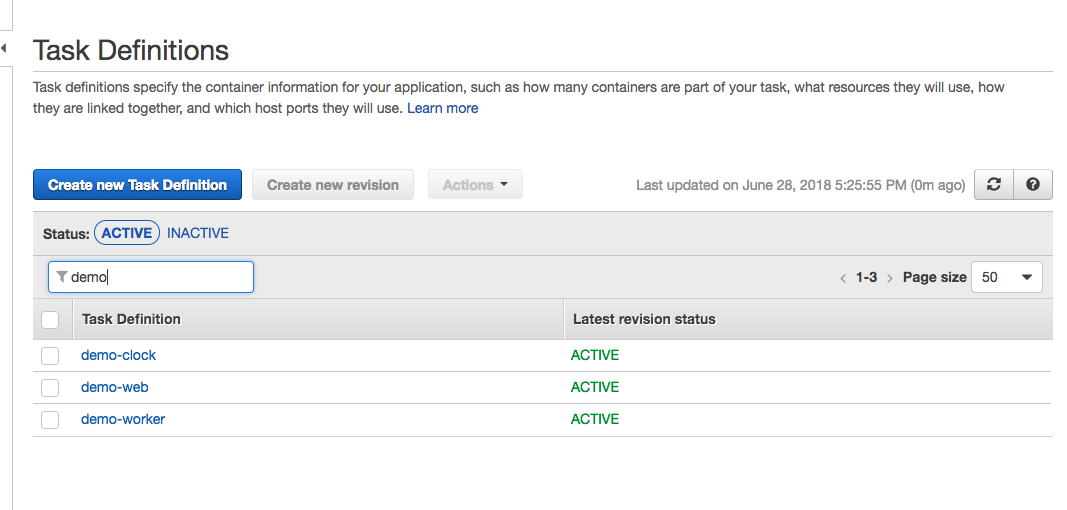 Task Definitions
Task definitions specify the container information for your application, such as how many containers are part of your task, what resources they will use, how
they are linked together, and which host ports they will use. Learn more
Create new Task Definition Create new revision Actions Last updated on June 28, 2018 5:25:55 PM (0m ago)
Status: ACTIVE INACTIVE
demo 1-3 Page size 50
Task Definition Latest revision status
demo-clock ACTIVE
demo-web ACTIVE
demo-worker ACTIVE